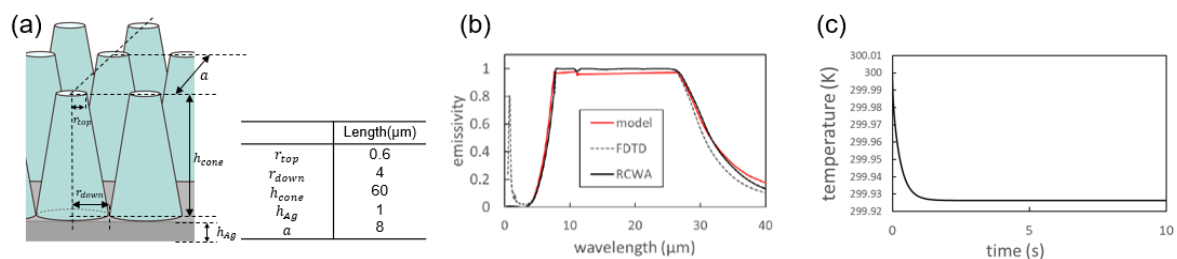 (a)
a
r_top
h_cone
r_down
h_Ag
Length(μm)
r_top 0.6
r_down 4
h_cone 60
h_Ag 1
a 8
(b)
emissivity
1
0.8
0.6
0.4
0.2
0
model
FDTD
RCWA
0 10 20 30 40
wavelength (μm)
(c)
temperature (K)
300.01
300
299.99
299.98
299.97
299.96
299.95
299.94
299.93
299.92
0 5 10
time (s)